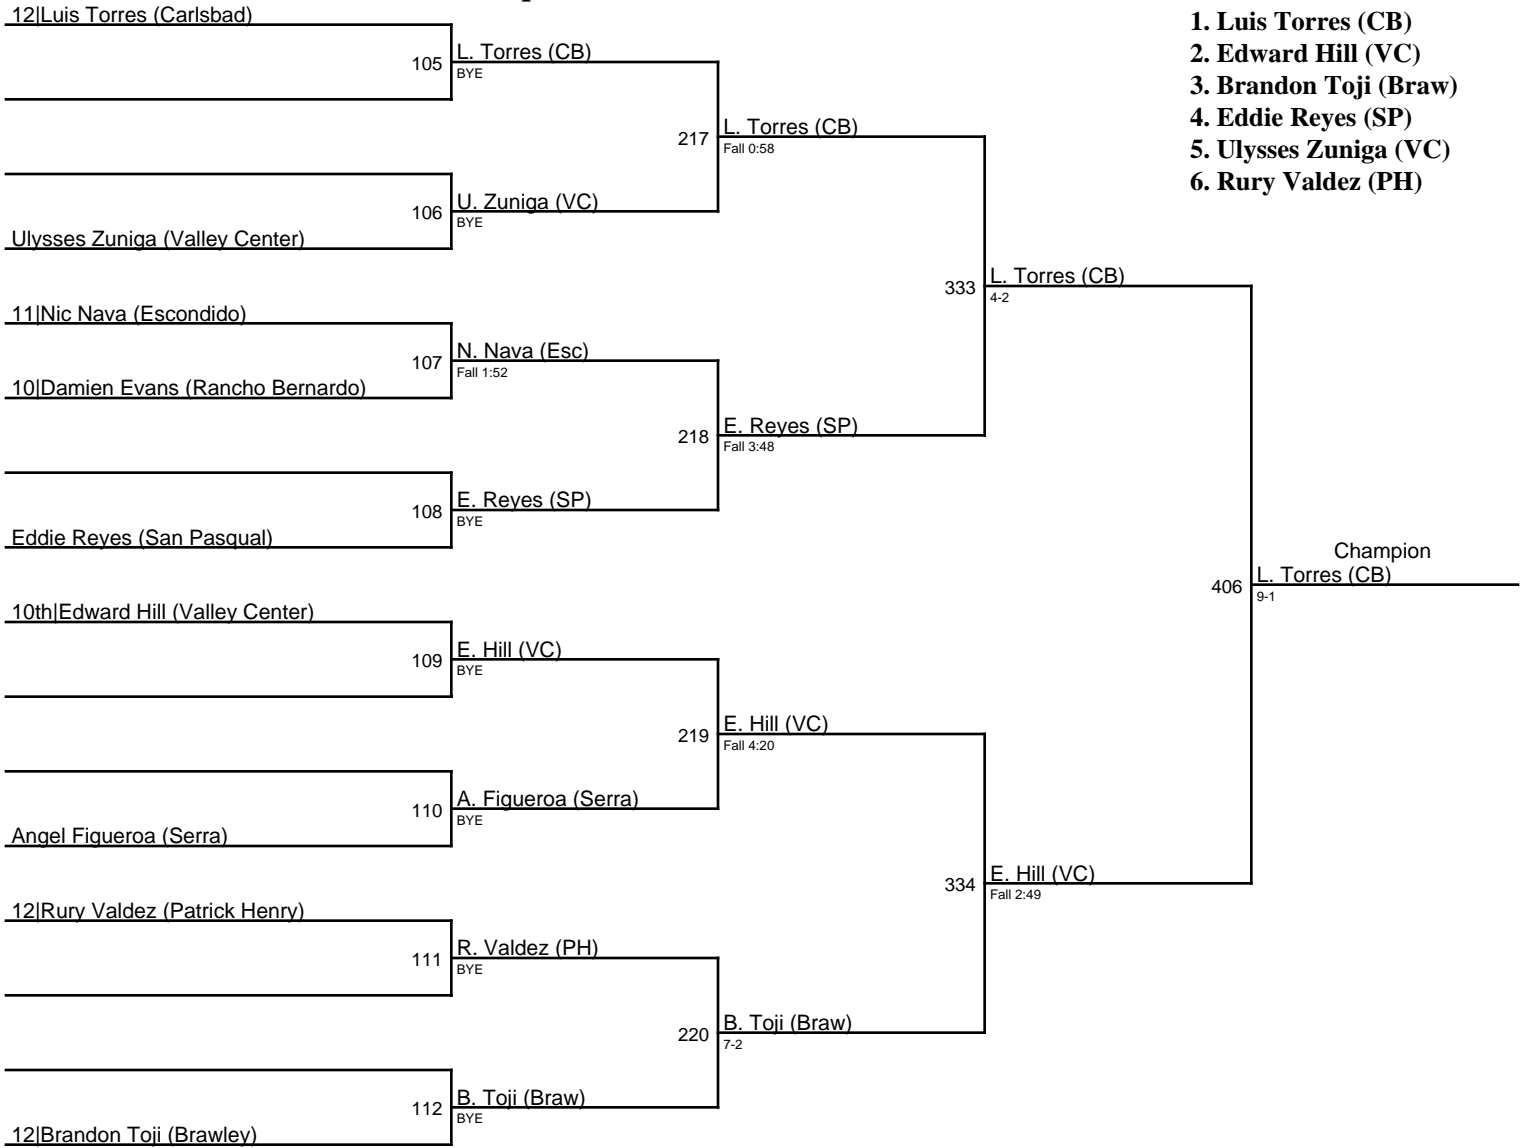 12|Luis Torres (Carlsbad)
105
L. Torres (CB)
BYE
217
L. Torres (CB)
Fall 0:58
106
U. Zuniga (VC)
BYE
Ulysses Zuniga (Valley Center)
333
L. Torres (CB)
4-2
11|Nic Nava (Escondido)
107
N. Nava (Esc)
Fall 1:52
10|Damien Evans (Rancho Bernardo)
218
E. Reyes (SP)
Fall 3:48
108
E. Reyes (SP)
BYE
Eddie Reyes (San Pasqual)
Champion
406
L. Torres (CB)
9-1
10th|Edward Hill (Valley Center)
109
E. Hill (VC)
BYE
219
E. Hill (VC)
Fall 4:20
110
A. Figueroa (Serra)
BYE
Angel Figueroa (Serra)
334
E. Hill (VC)
Fall 2:49
12|Rury Valdez (Patrick Henry)
111
R. Valdez (PH)
BYE
220
B. Toji (Braw)
7-2
112
B. Toji (Braw)
BYE
12|Brandon Toji (Brawley)
1. Luis Torres (CB)
2. Edward Hill (VC)
3. Brandon Toji (Braw)
4. Eddie Reyes (SP)
5. Ulysses Zuniga (VC)
6. Rury Valdez (PH)